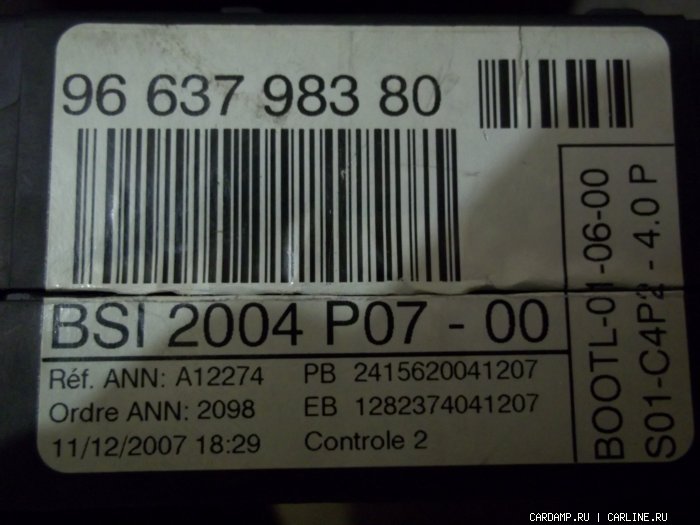 96 637 983 80
BSI 2004 P07 - 00
Réf. ANN: A12274 PB 2415620041207
Ordre ANN: 2098 EB 1282374041207
11/12/2007 18:29 Controle 2
BOOTL-01-06-00
S01-C4P2 - 4.0 P
CARDAMP.RU | CARLINE.RU